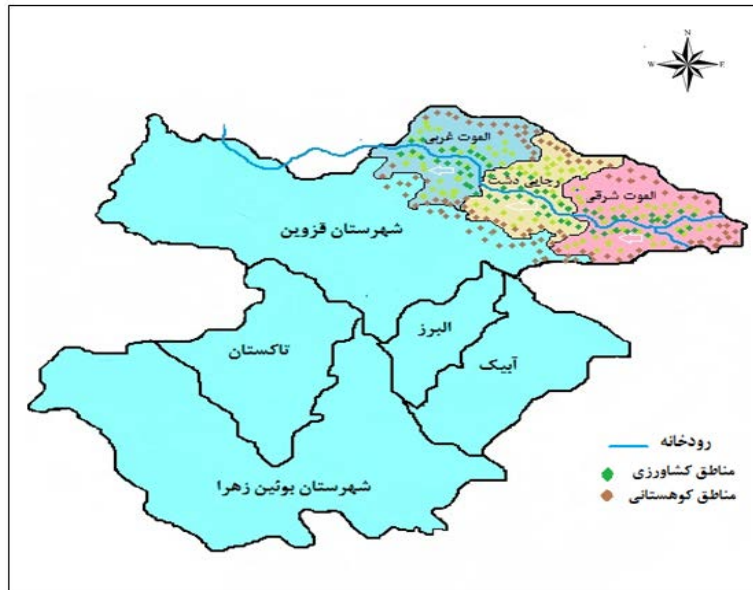 N
W
E
S
الموت غربی
رجایی دشت
الموت شرقی
شهرستان قزوین
تاکستان
البرز
آبیک
شهرستان بوئین زهرا
رودخانه
مناطق کشاورزی
مناطق کوهستانی